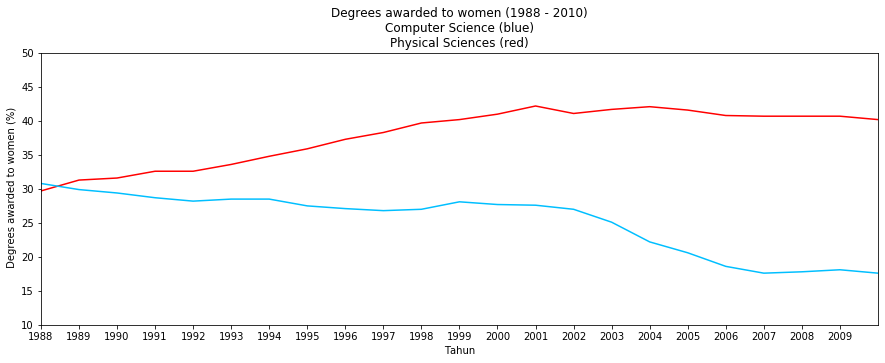 Degrees awarded to women (1988 - 2010)
Computer Science (blue)
Physical Sciences (red)
Degrees awarded to women (%)
50
45
40
35
30
25
20
15
10
1988 1989 1990 1991 1992 1993 1994 1995 1996 1997 1998 1999 2000 2001 2002 2003 2004 2005 2006 2007 2008 2009
Tahun